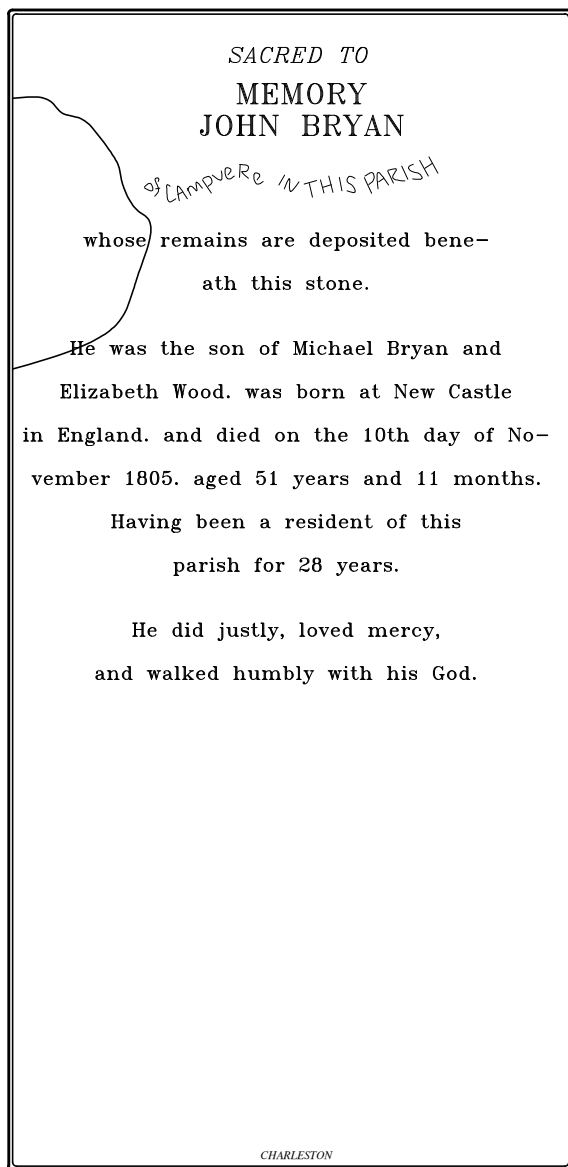 SACRED TO
MEMORY
JOHN BRYAN
of CAMPVERE IN THIS PARISH
whose remains are deposited bene-
ath this stone.
He was the son of Michael Bryan and
Elizabeth Wood. was born at New Castle
in England. and died on the 10th day of No-
vember 1805. aged 51 years and 11 months.
Having been a resident of this
parish for 28 years.
He did justly, loved mercy,
and walked humbly with his God.
CHARLESTON